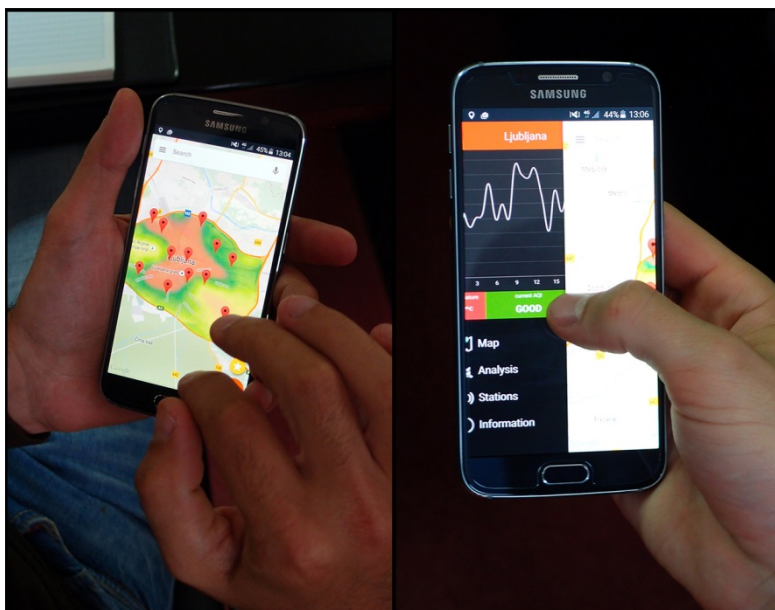 SAMSUNG
45% 13:04
Search
Ljubljana
SAMSUNG
44% 13:06
Ljubljana
3 6 9 12 15
current AQI
°C GOOD
Map
Analysis
Stations
Information